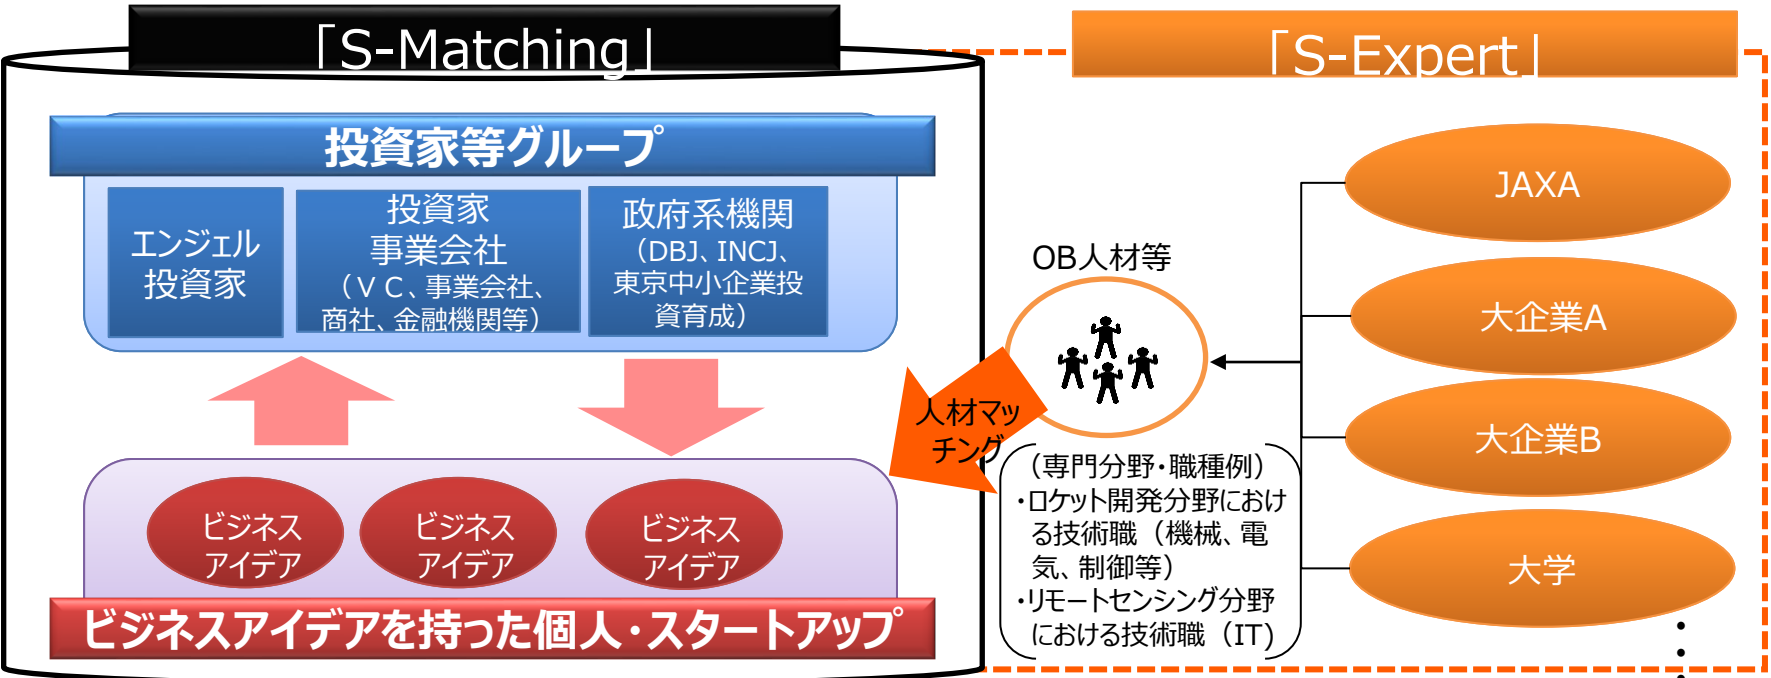 「S-Matching」
「S-Expert」
投資家等グループ
エンジェル
投資家
投資家
事業会社
（ＶＣ、事業会社、
商社、金融機関等）
政府系機関
（DBJ、INCJ、
東京中小企業投
資育成）
ビジネス
アイデア
ビジネス
アイデア
ビジネス
アイデア
ビジネスアイデアを持った個人・スタートアップ
人材マッ
チング
OB人材等
（専門分野・職種例）
・ロケット開発分野におけ
る技術職（機械、電
気、制御等）
・リモートセンシング分野
における技術職（IT)
JAXA
大企業A
大企業B
大学